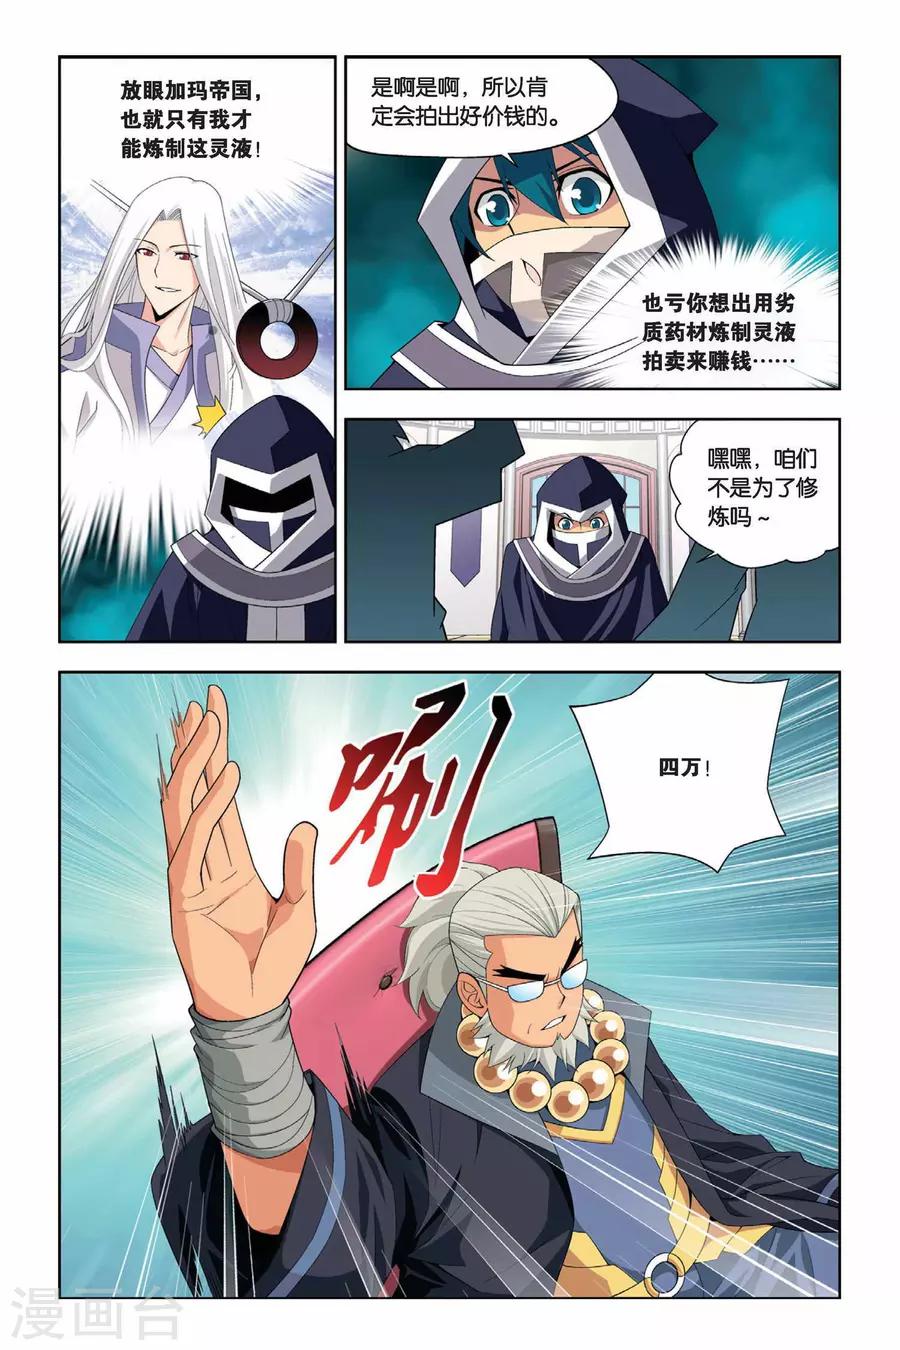 放眼加玛帝国，
也就只有我才
能炼制这灵液！
是啊是啊，所以肯
定会拍出好价钱的。
也亏你想出用劣
质药材炼制灵液
拍卖来赚钱……
嘿嘿，咱们
不是为了修
炼吗～
唰
四万！
漫画台